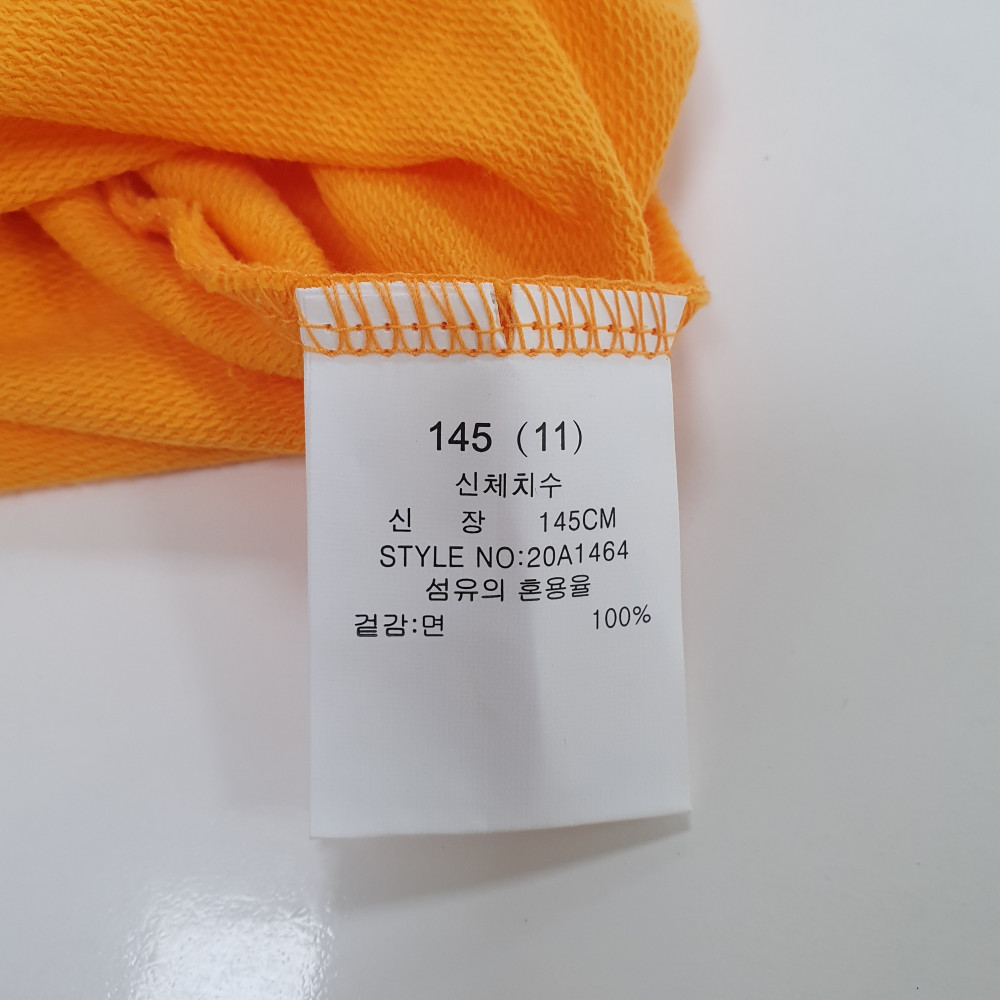 145 (11)
신체치수
신 장 145CM
STYLE NO:20A1464
섬유의 혼용율
겉감:면 100%